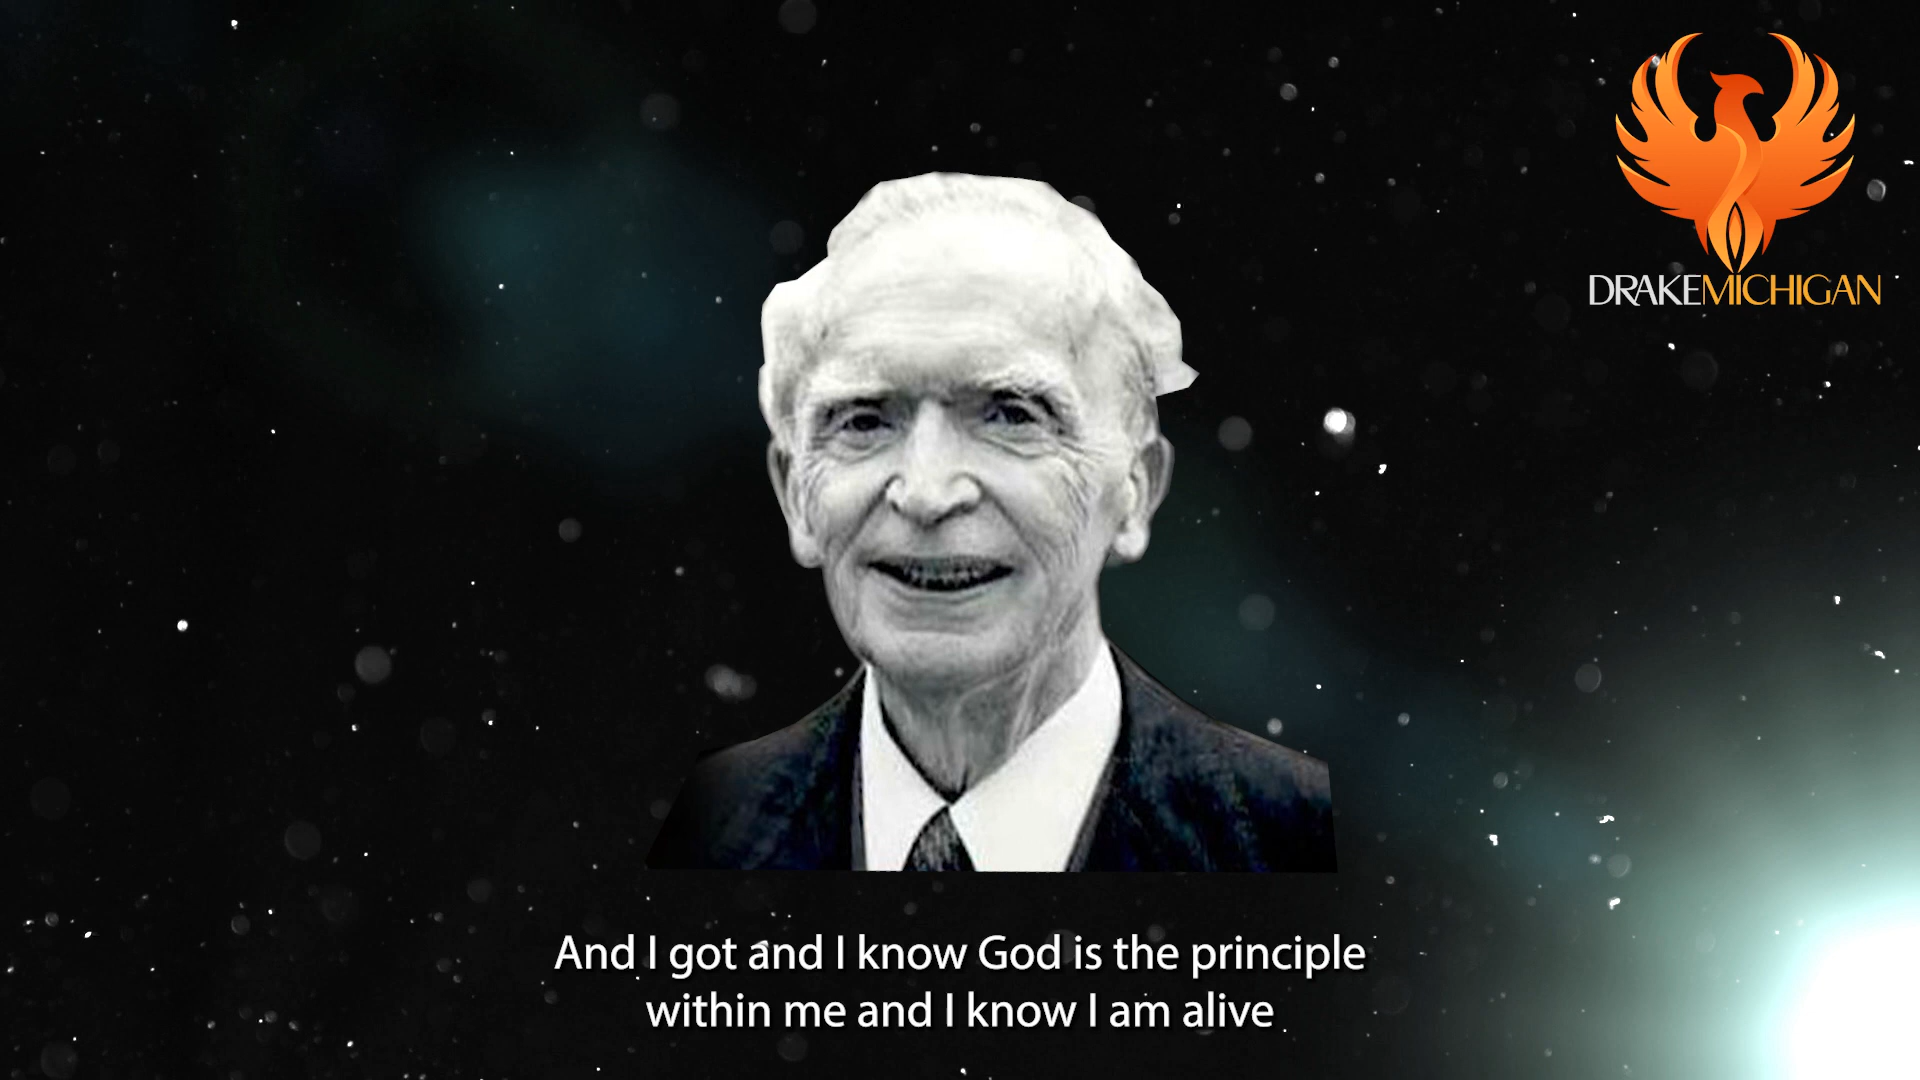 DRAKEMICHIGAN
And I got and I know God is the principle
within me and I know I am alive